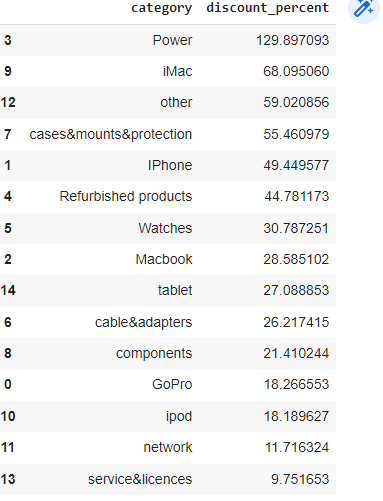 category discount_percent
3 Power 129.897093
9 iMac 68.095060
12 other 59.020856
7 cases&mounts&protection 55.460979
1 IPhone 49.449577
4 Refurbished products 44.781173
5 Watches 30.787251
2 Macbook 28.585102
14 tablet 27.088853
6 cable&adapters 26.217415
8 components 21.410244
0 GoPro 18.266553
10 ipod 18.189627
11 network 11.716324
13 service&licences 9.751653